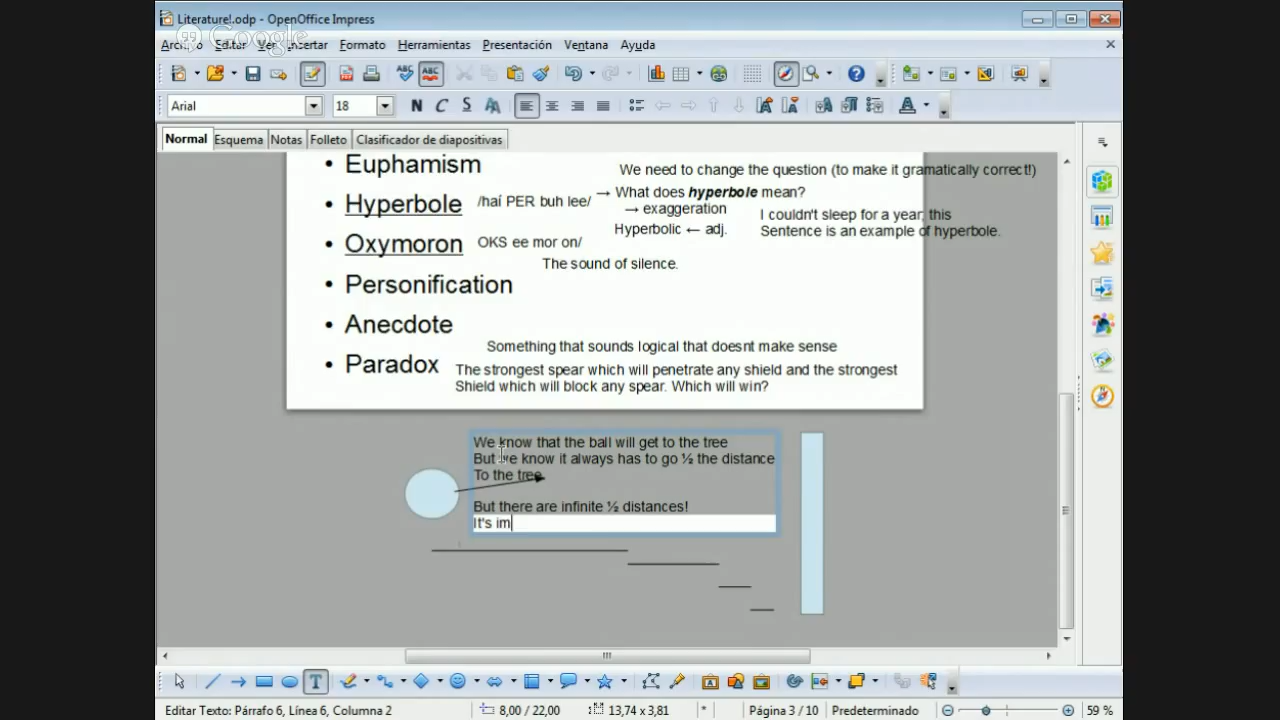 Literature!.odp - OpenOffice Impress
Google
Archivo Editar Ver Insertar Formato Herramientas Presentación Ventana Ayuda
Arial 18 N C S
Normal Esquema Notas Folleto Clasificador de diapositivas
• Euphamism
We need to change the question (to make it gramatically correct!)
• Hyperbole /haí PER buh lee/ → What does hyperbole mean?
→ exaggeration
I couldn't sleep for a year, this
Hyperbolic ← adj.
Sentence is an example of hyperbole.
• Oxymoron OKS ee mor on/
The sound of silence.
• Personification
• Anecdote
Something that sounds logical that doesnt make sense
• Paradox
The strongest spear which will penetrate any shield and the strongest
Shield which will block any spear. Which will win?
We know that the ball will get to the tree
But we know it always has to go ½ the distance
To the tree
But there are infinite ½ distances!
It's im
Editar Texto: Párrafo 6, Línea 6, Columna 2 8,00 / 22,00 13,74 x 3,81 * Página 3 / 10 Predeterminado 59 %